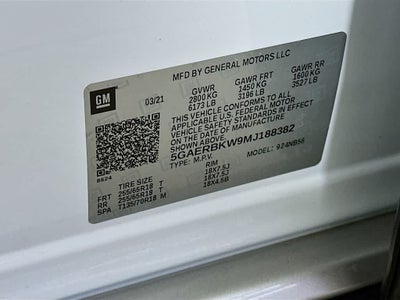 MFD BY GENERAL MOTORS LLC
GM
03/21
GVWR
2800 KG
6173 LB
GAWR FRT
1450 KG
3196 LB
GAWR RR
1600 KG
3527 LB
THIS VEHICLE CONFORMS TO ALL
APPLICABLE U.S. FEDERAL MOTOR
VEHICLE SAFETY STANDARDS IN EFFECT
ON THE DATE OF MANUFACTURE
SHOWN ABOVE.
5GAERBKW9MJ188382
TYPE: M.P.V.
MODEL: 924NB56
TIRE SIZE
RIM
FRT 255/65R18 T 18X7.5J
RR 255/65R18 T 18X7.5J
SPA T135/70R18 M 18X4.5B